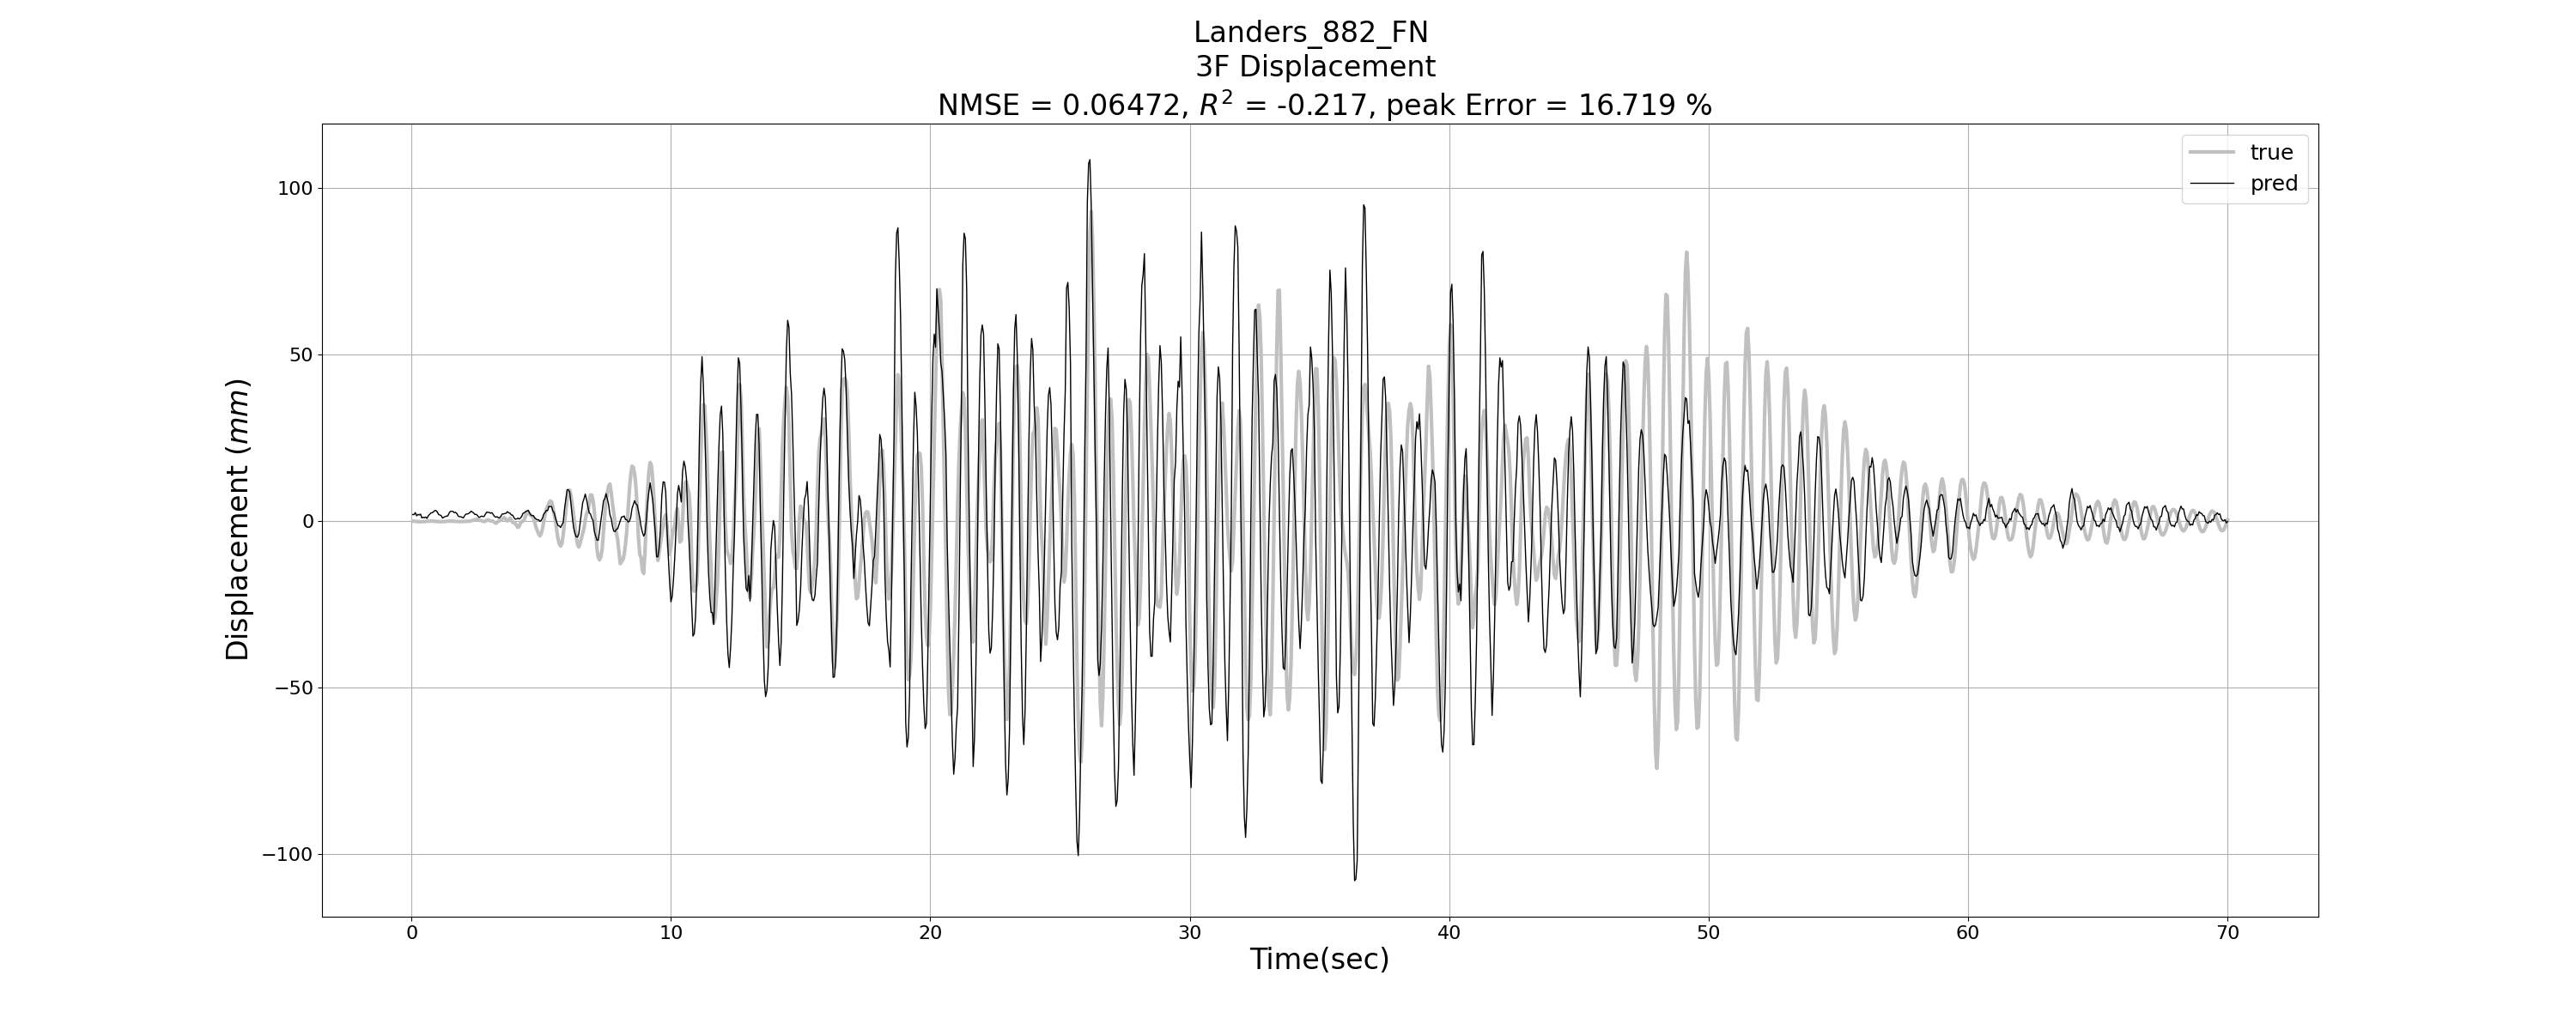 Landers_882_FN
3F Displacement
NMSE = 0.06472, R² = -0.217, peak Error = 16.719 %
true
pred
Displacement (mm)
100
50
0
−50
−100
0 10 20 30 40 50 60 70
Time(sec)